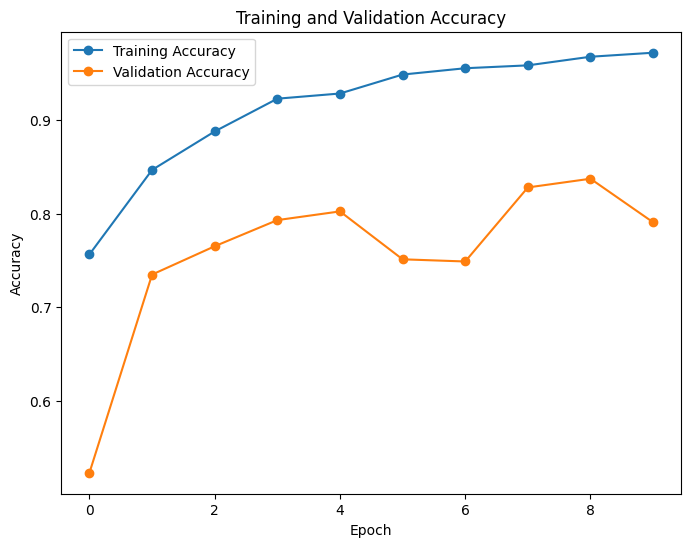 Training and Validation Accuracy
Training Accuracy
Validation Accuracy
Accuracy
0.9
0.8
0.7
0.6
0 2 4 6 8
Epoch